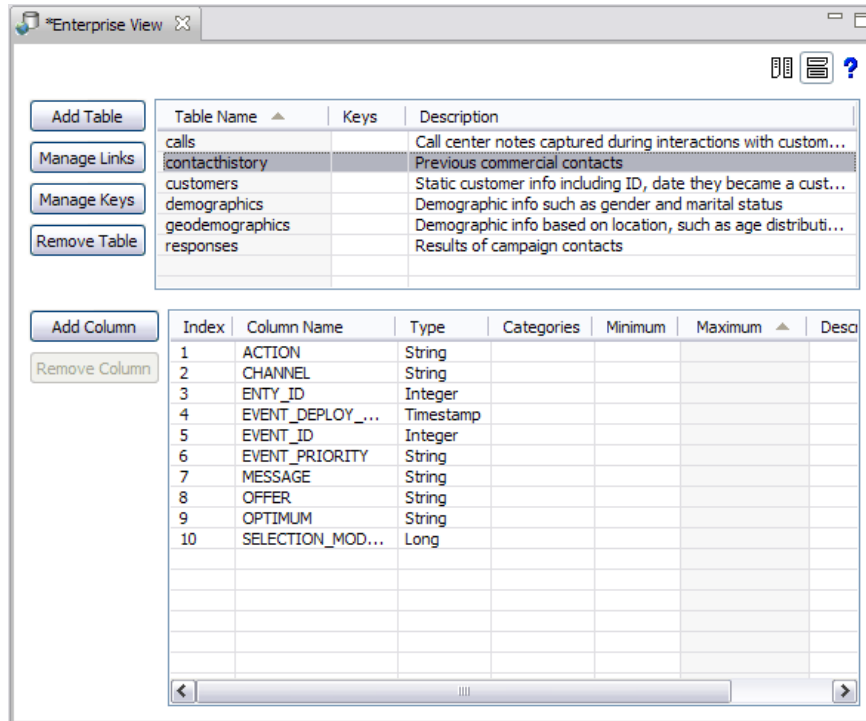 *Enterprise View
?
Add Table
Manage Links
Manage Keys
Remove Table
Table Name Keys Description
calls Call center notes captured during interactions with custom...
contacthistory Previous commercial contacts
customers Static customer info including ID, date they became a cust...
demographics Demographic info such as gender and marital status
geodemographics Demographic info based on location, such as age distributi...
responses Results of campaign contacts
Add Column
Remove Column
Index Column Name Type Categories Minimum Maximum Descr
1 ACTION String
2 CHANNEL String
3 ENTY_ID Integer
4 EVENT_DEPLOY_... Timestamp
5 EVENT_ID Integer
6 EVENT_PRIORITY String
7 MESSAGE String
8 OFFER String
9 OPTIMUM String
10 SELECTION_MOD... Long